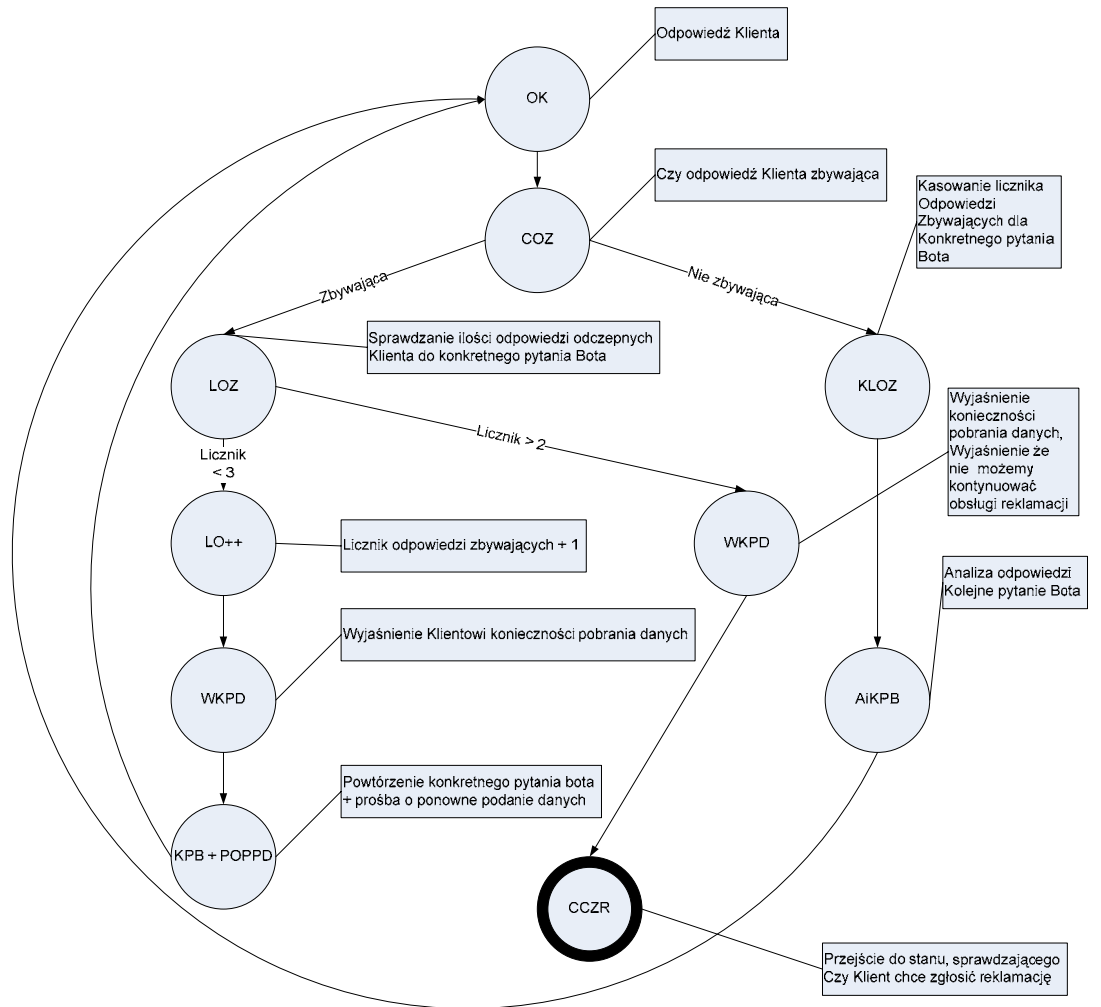 Odpowiedź Klienta
OK
Czy odpowiedź Klienta zbywająca
COZ
Kasowanie licznika
Odpowiedzi
Zbywających dla
Konkretnego pytania
Bota
Zbywająca
Nie zbywająca
Sprawdzanie ilości odpowiedzi odczepnych
Klienta do konkretnego pytania Bota
LOZ
KLOZ
Licznik > 2
Wyjaśnienie
konieczności
pobrania danych,
Wyjaśnienie że
nie możemy
kontynuować
obsługi reklamacji
Licznik
< 3
LO++
Licznik odpowiedzi zbywających + 1
WKPD
Analiza odpowiedzi
Kolejne pytanie Bota
Wyjaśnienie Klientowi konieczności pobrania danych
WKPD
AiKPB
Powtórzenie konkretnego pytania bota
+ prośba o ponowne podanie danych
KPB + POPPD
CCZR
Przejście do stanu, sprawdzającego
Czy Klient chce zgłosić reklamację